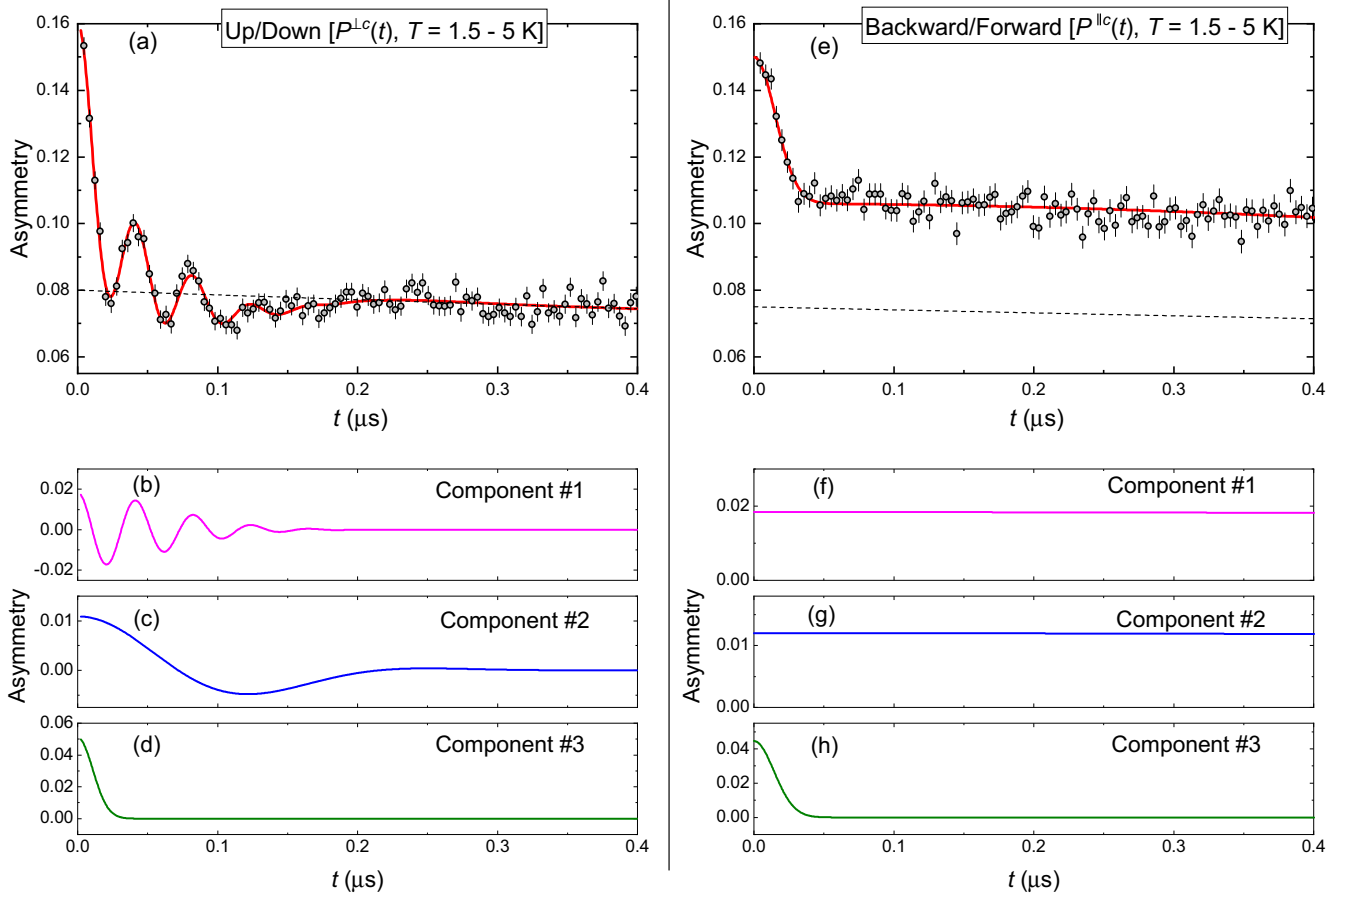 Up/Down [P⊥c(t), T = 1.5 - 5 K]
(a)
0.16
0.14
0.12
0.10
0.08
0.06
Asymmetry
0.0
0.1
0.2
0.3
0.4
t (μs)
(b)
Component #1
0.02
0.00
-0.02
(c)
Component #2
0.01
0.00
Asymmetry
(d)
Component #3
0.06
0.04
0.02
0.00
0.0
0.1
0.2
0.3
0.4
t (μs)
Backward/Forward [P∥c(t), T = 1.5 - 5 K]
(e)
0.16
0.14
0.12
0.10
0.08
0.06
Asymmetry
0.0
0.1
0.2
0.3
0.4
t (μs)
(f)
Component #1
0.02
0.00
(g)
Component #2
0.01
0.00
Asymmetry
(h)
Component #3
0.04
0.02
0.00
0.0
0.1
0.2
0.3
0.4
t (μs)